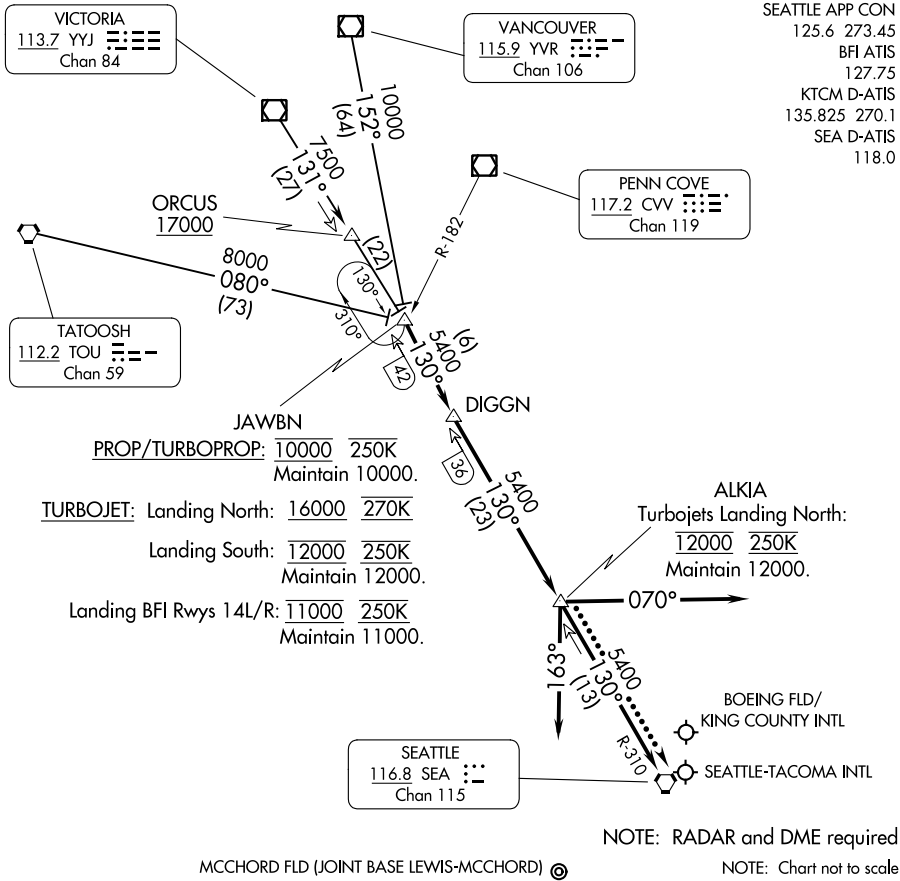 VICTORIA
113.7 YYJ
Chan 84
VANCOUVER
115.9 YVR
Chan 106
SEATTLE APP CON
125.6 273.45
BFI ATIS
127.75
KTCM D-ATIS
135.825 270.1
SEA D-ATIS
118.0
10000
152°
(64)
7500
131°
(27)
PENN COVE
117.2 CVV
Chan 119
R-182
ORCUS
17000
(22)
8000
080°
(73)
130°
310°
TATOOSH
112.2 TOU
Chan 59
(6)
5400
130°
42
DIGGN
36
JAWBN
PROP/TURBOPROP: 10000 250K
Maintain 10000.
TURBOJET: Landing North: 16000 270K
Landing South: 12000 250K
Maintain 12000.
Landing BFI Rwys 14L/R: 11000 250K
Maintain 11000.
5400
130°
(23)
ALKIA
Turbojets Landing North:
12000 250K
Maintain 12000.
070°
163°
5400
130°
(13)
R-310
BOEING FLD/
KING COUNTY INTL
SEATTLE-TACOMA INTL
SEATTLE
116.8 SEA
Chan 115
NOTE: RADAR and DME required
MCCHORD FLD (JOINT BASE LEWIS-MCCHORD)
NOTE: Chart not to scale